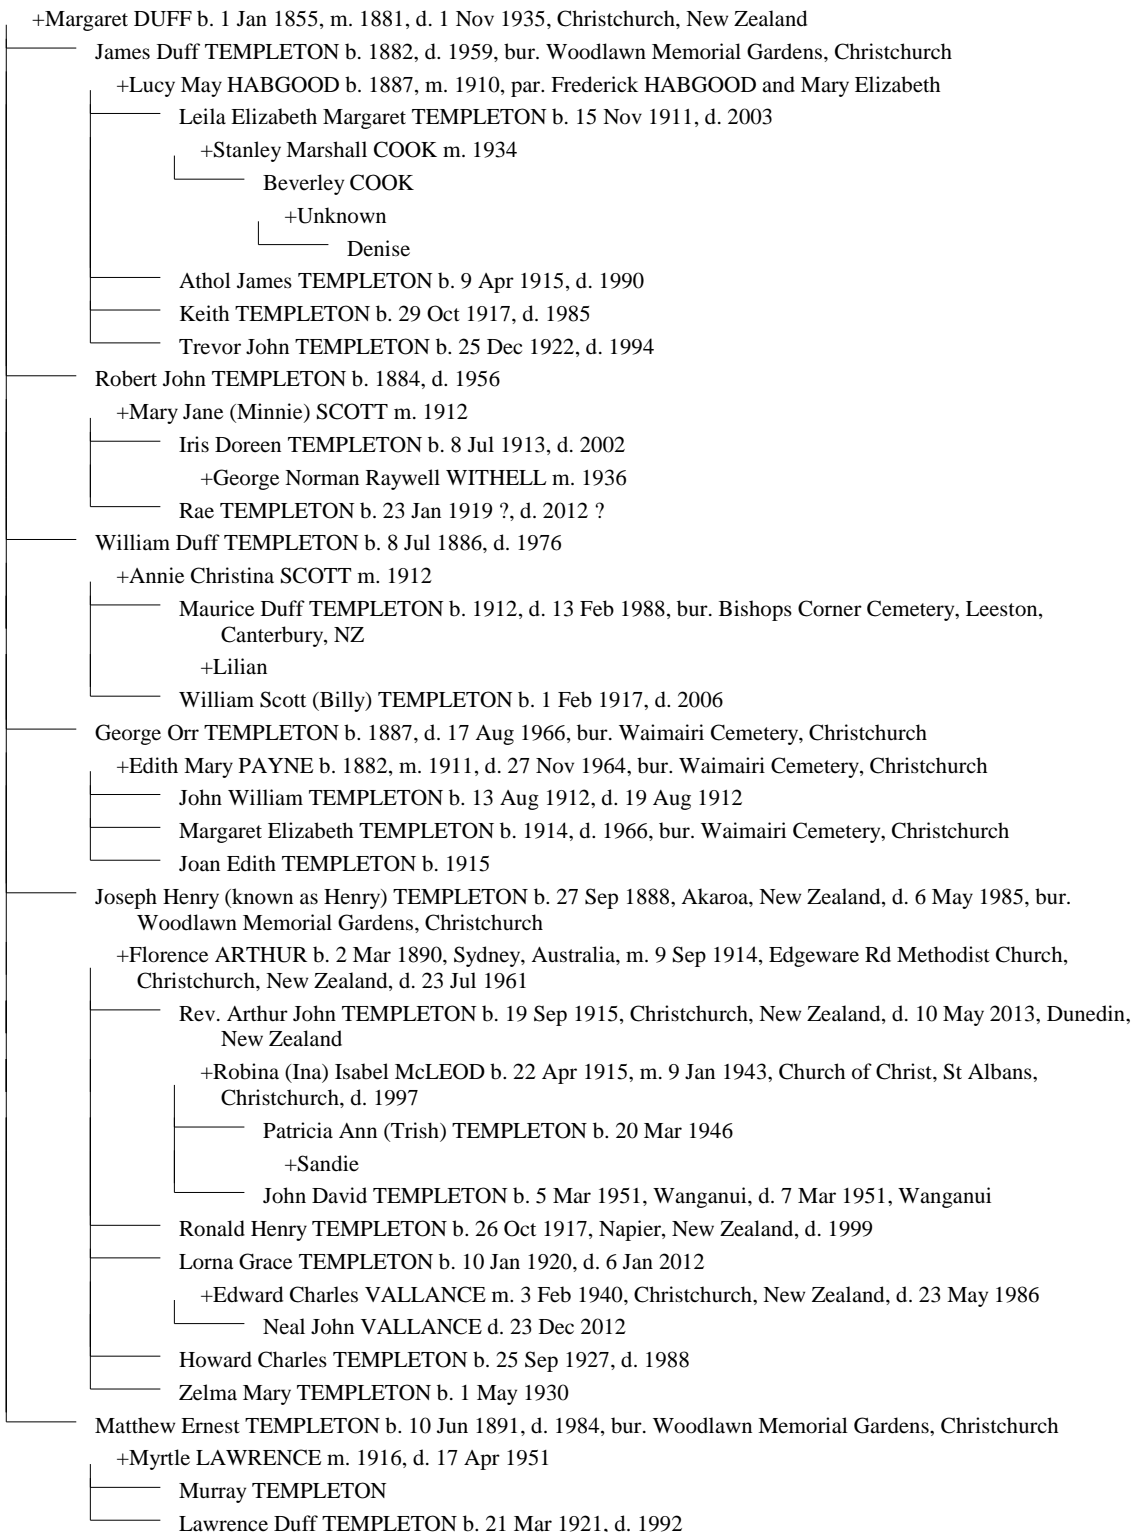 +Margaret DUFF b. 1 Jan 1855, m. 1881, d. 1 Nov 1935, Christchurch, New Zealand
James Duff TEMPLETON b. 1882, d. 1959, bur. Woodlawn Memorial Gardens, Christchurch
+Lucy May HABGOOD b. 1887, m. 1910, par. Frederick HABGOOD and Mary Elizabeth
Leila Elizabeth Margaret TEMPLETON b. 15 Nov 1911, d. 2003
+Stanley Marshall COOK m. 1934
Beverley COOK
+Unknown
Denise
Athol James TEMPLETON b. 9 Apr 1915, d. 1990
Keith TEMPLETON b. 29 Oct 1917, d. 1985
Trevor John TEMPLETON b. 25 Dec 1922, d. 1994
Robert John TEMPLETON b. 1884, d. 1956
+Mary Jane (Minnie) SCOTT m. 1912
Iris Doreen TEMPLETON b. 8 Jul 1913, d. 2002
+George Norman Raywell WITHELL m. 1936
Rae TEMPLETON b. 23 Jan 1919 ?, d. 2012 ?
William Duff TEMPLETON b. 8 Jul 1886, d. 1976
+Annie Christina SCOTT m. 1912
Maurice Duff TEMPLETON b. 1912, d. 13 Feb 1988, bur. Bishops Corner Cemetery, Leeston,
Canterbury, NZ
+Lilian
William Scott (Billy) TEMPLETON b. 1 Feb 1917, d. 2006
George Orr TEMPLETON b. 1887, d. 17 Aug 1966, bur. Waimairi Cemetery, Christchurch
+Edith Mary PAYNE b. 1882, m. 1911, d. 27 Nov 1964, bur. Waimairi Cemetery, Christchurch
John William TEMPLETON b. 13 Aug 1912, d. 19 Aug 1912
Margaret Elizabeth TEMPLETON b. 1914, d. 1966, bur. Waimairi Cemetery, Christchurch
Joan Edith TEMPLETON b. 1915
Joseph Henry (known as Henry) TEMPLETON b. 27 Sep 1888, Akaroa, New Zealand, d. 6 May 1985, bur.
Woodlawn Memorial Gardens, Christchurch
+Florence ARTHUR b. 2 Mar 1890, Sydney, Australia, m. 9 Sep 1914, Edgeware Rd Methodist Church,
Christchurch, New Zealand, d. 23 Jul 1961
Rev. Arthur John TEMPLETON b. 19 Sep 1915, Christchurch, New Zealand, d. 10 May 2013, Dunedin,
New Zealand
+Robina (Ina) Isabel McLEOD b. 22 Apr 1915, m. 9 Jan 1943, Church of Christ, St Albans,
Christchurch, d. 1997
Patricia Ann (Trish) TEMPLETON b. 20 Mar 1946
+Sandie
John David TEMPLETON b. 5 Mar 1951, Wanganui, d. 7 Mar 1951, Wanganui
Ronald Henry TEMPLETON b. 26 Oct 1917, Napier, New Zealand, d. 1999
Lorna Grace TEMPLETON b. 10 Jan 1920, d. 6 Jan 2012
+Edward Charles VALLANCE m. 3 Feb 1940, Christchurch, New Zealand, d. 23 May 1986
Neal John VALLANCE d. 23 Dec 2012
Howard Charles TEMPLETON b. 25 Sep 1927, d. 1988
Zelma Mary TEMPLETON b. 1 May 1930
Matthew Ernest TEMPLETON b. 10 Jun 1891, d. 1984, bur. Woodlawn Memorial Gardens, Christchurch
+Myrtle LAWRENCE m. 1916, d. 17 Apr 1951
Murray TEMPLETON
Lawrence Duff TEMPLETON b. 21 Mar 1921, d. 1992